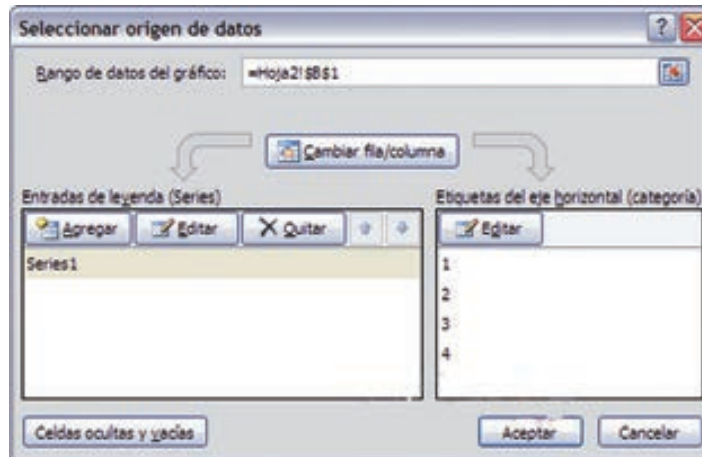 Seleccionar origen de datos
Rango de datos del gráfico: =Hoja2!$B$1
Cambiar fila/columna
Entradas de leyenda (Series)
Agregar Editar Quitar
Series1
Etiquetas del eje horizontal (categoría)
Editar
1
2
3
4
Celdas ocultas y vacías
Aceptar Cancelar